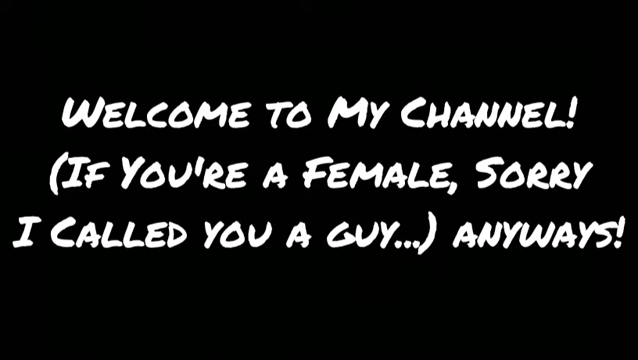 Welcome to My Channel!
(If You're a Female, Sorry
I Called you a guy...) anyways!